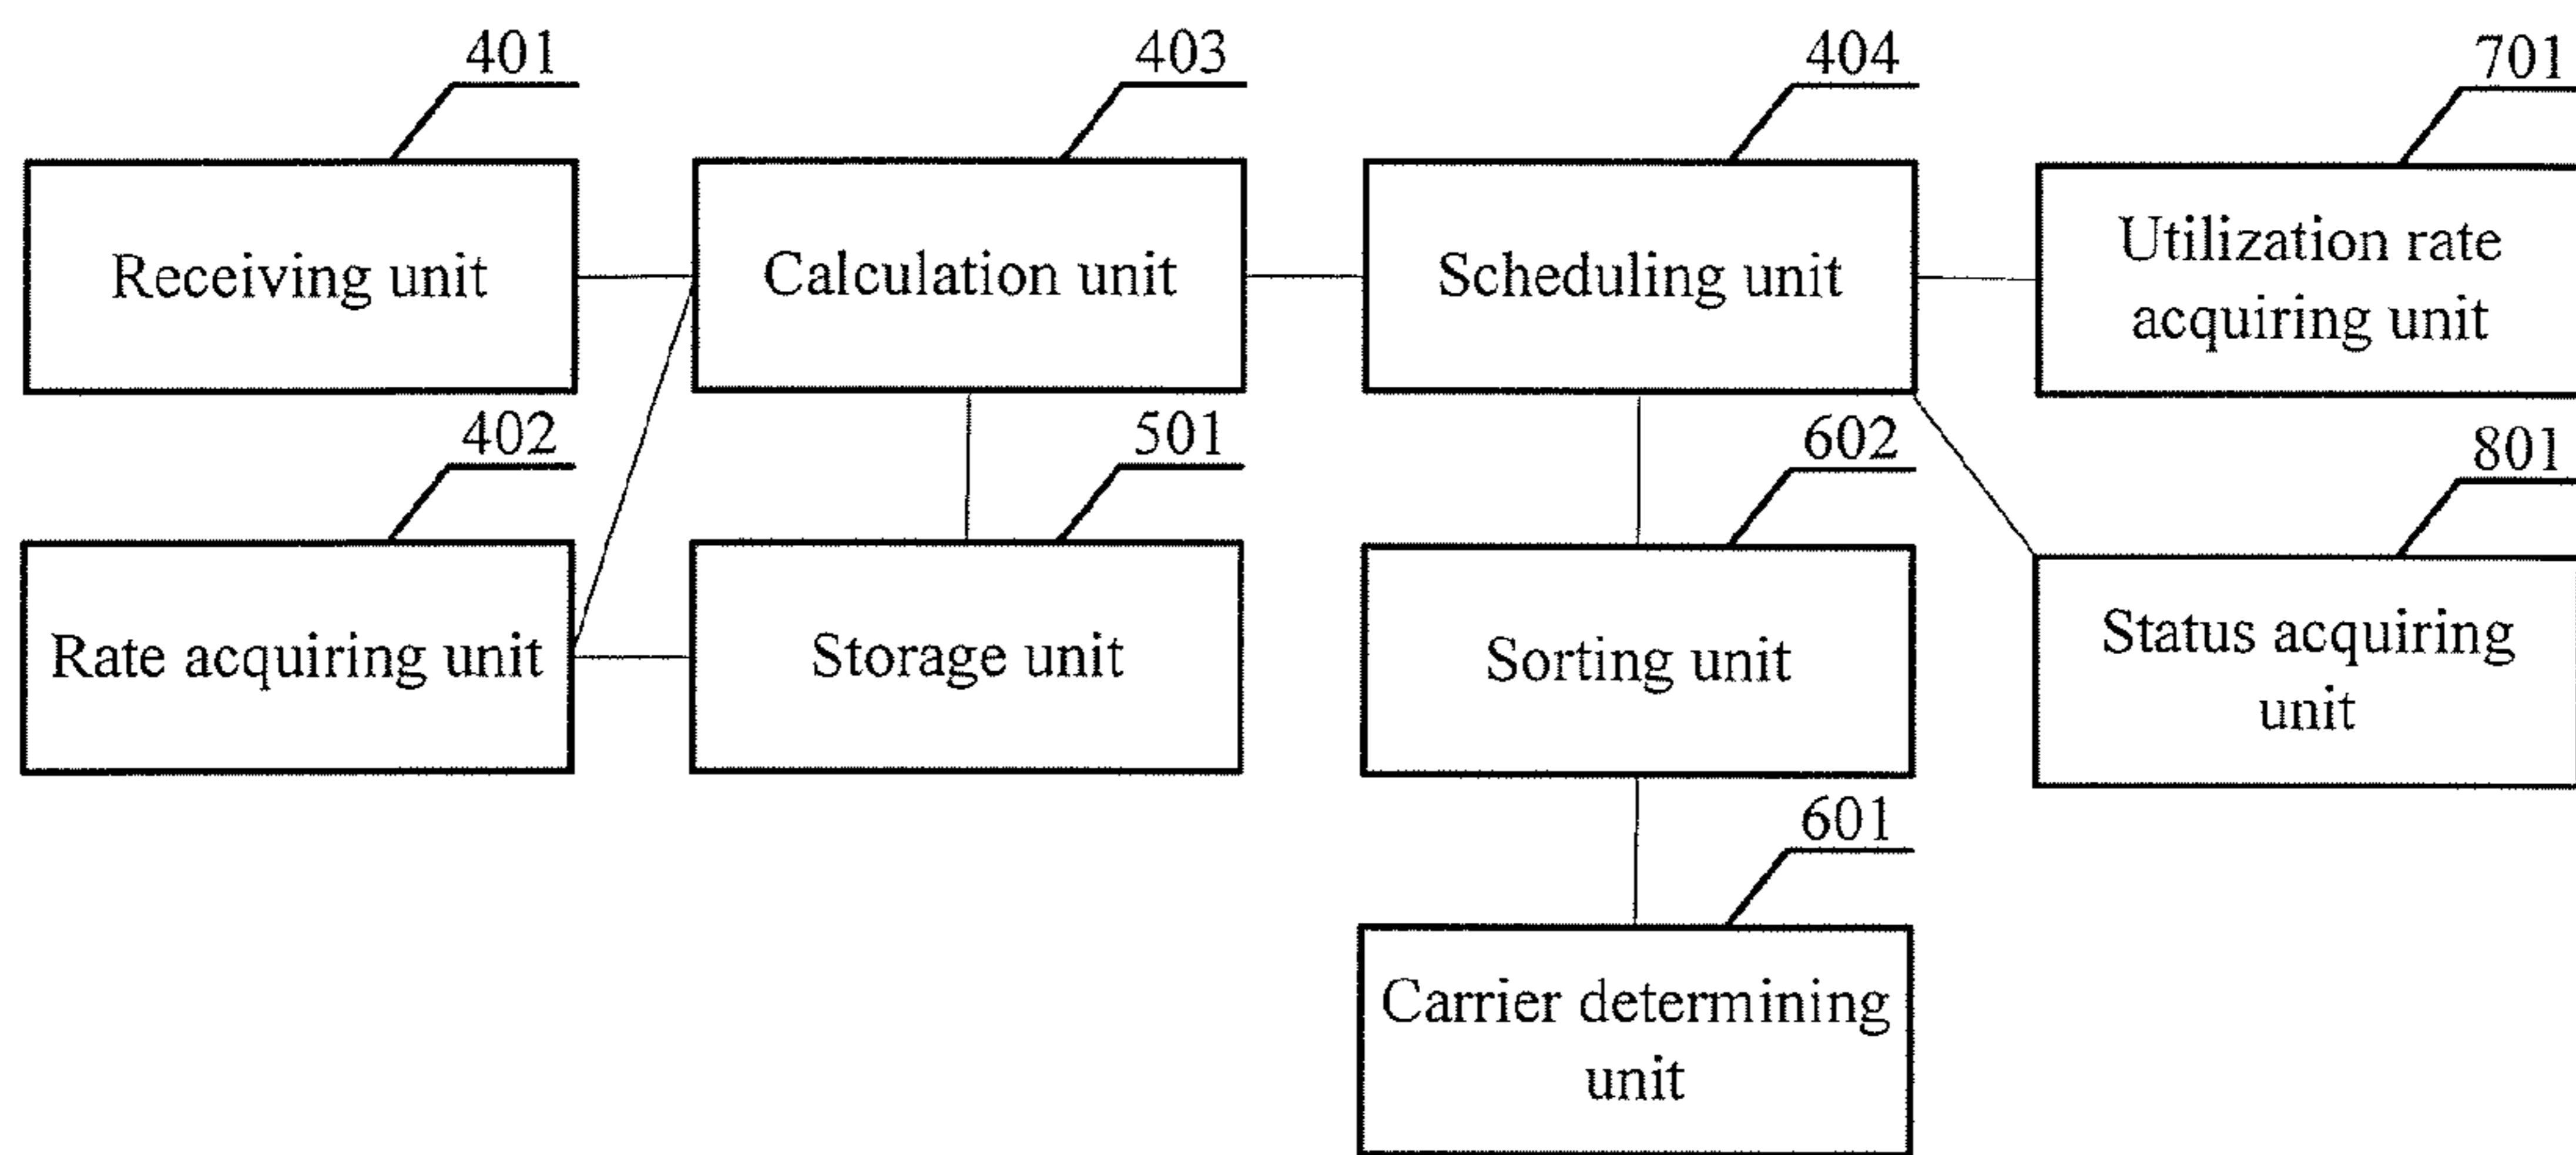 401
403
404
701
Receiving unit
Calculation unit
Scheduling unit
Utilization rate
acquiring unit
402
501
602
801
Rate acquiring unit
Storage unit
Sorting unit
Status acquiring
unit
601
Carrier determining
unit